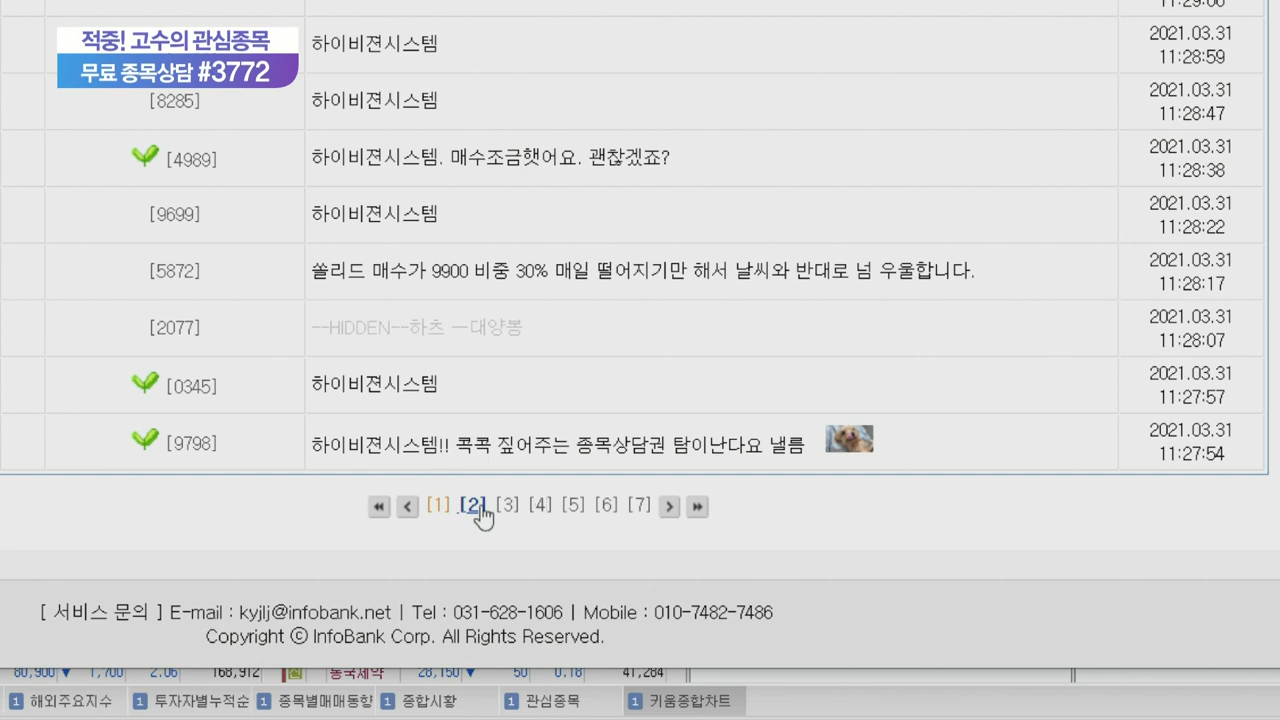 적중! 고수의 관심종목
무료 종목상담 #3772
하이비젼시스템
2021.03.31
11:28:59
[8285]
하이비젼시스템
2021.03.31
11:28:47
[4989]
하이비젼시스템. 매수조금햇어요. 괜찮겠죠?
2021.03.31
11:28:38
[9699]
하이비젼시스템
2021.03.31
11:28:22
[5872]
쏠리드 매수가 9900 비중 30% 매일 떨어지기만 해서 날씨와 반대로 넘 우울합니다.
2021.03.31
11:28:17
[2077]
--HIDDEN--하츠 ㅡ대양봉
2021.03.31
11:28:07
[0345]
하이비젼시스템
2021.03.31
11:27:57
[9798]
하이비젼시스템!! 콕콕 짚어주는 종목상담권 탐이난다요 낼름
2021.03.31
11:27:54
[1] [2] [3] [4] [5] [6] [7]
[ 서비스 문의 ] E-mail : kyjlj@infobank.net | Tel : 031-628-1606 | Mobile : 010-7482-7486
Copyright ⓒ InfoBank Corp. All Rights Reserved.
80,900 ▼ 1,700 2.06 168,912 동국제약 28,150 ▼ 50 0.18 41,284
1 해외주요지수 1 투자자별누적순 1 종목별매매동향 1 종합시황 1 관심종목 1 키움종합차트